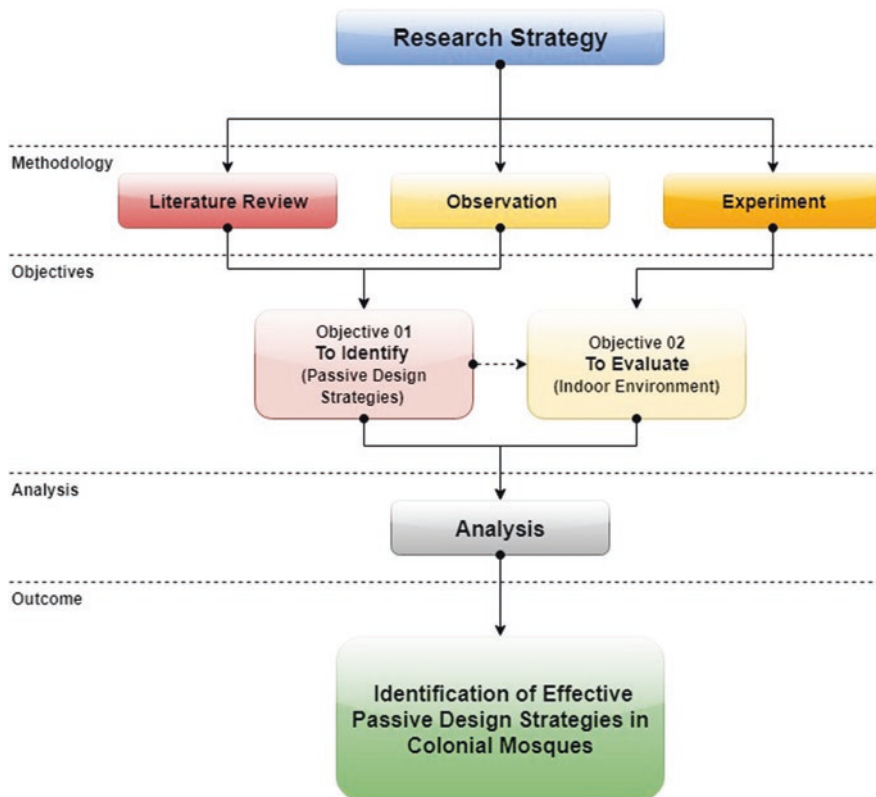 Research Strategy
Methodology
Literature Review
Observation
Experiment
Objectives
Objective 01
To Identify
(Passive Design
Strategies)
Objective 02
To Evaluate
(Indoor Environment)
Analysis
Analysis
Outcome
Identification of Effective
Passive Design Strategies in
Colonial Mosques